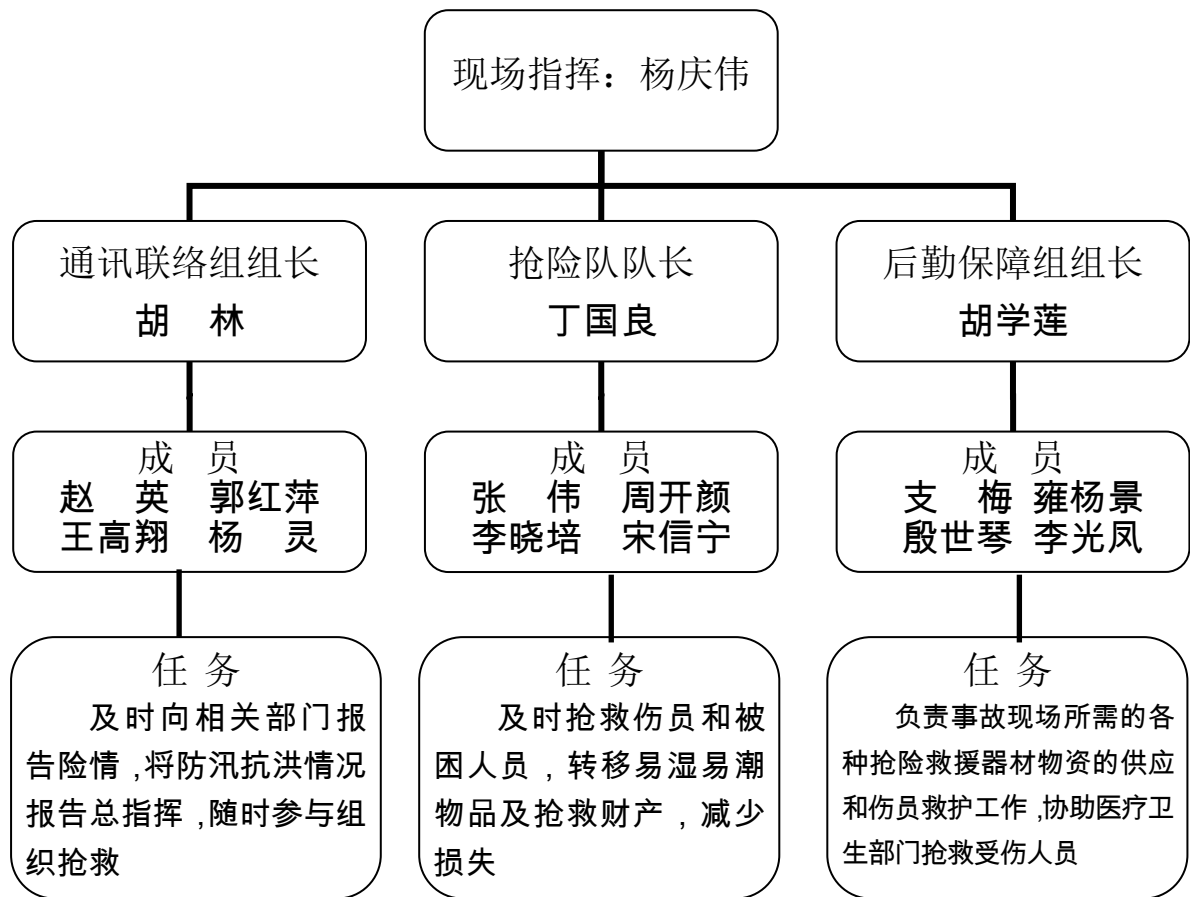 现场指挥：杨庆伟
通讯联络组组长
胡　林
抢险队队长
丁国良
后勤保障组组长
胡学莲
成　员
赵　英　郭红萍
王高翔　杨　灵
成　员
张　伟　周开颜
李晓培　宋信宁
成　员
支　梅 雍杨景
殷世琴 李光凤
任 务
及时向相关部门报
告险情,将防汛抗洪情况
报告总指挥,随时参与组
织抢救
任 务
及时抢救伤员和被
困人员,转移易湿易潮
物品及抢救财产,减少
损失
任 务
负责事故现场所需的各
种抢险救援器材物资的供应
和伤员救护工作,协助医疗卫
生部门抢救受伤人员